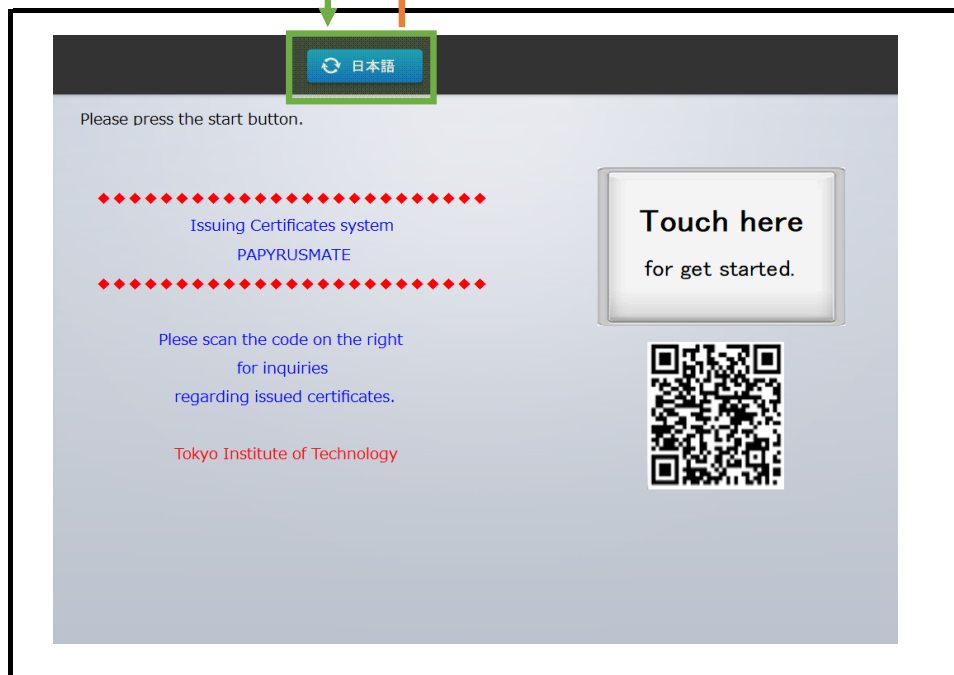 日本語
Please press the start button.
◆◆◆◆◆◆◆◆◆◆◆◆◆◆◆◆◆◆◆◆◆◆◆◆◆
Issuing Certificates system
PAPYRUSMATE
◆◆◆◆◆◆◆◆◆◆◆◆◆◆◆◆◆◆◆◆◆◆◆◆◆
Touch here
for get started.
Plese scan the code on the right
for inquiries
regarding issued certificates.
Tokyo Institute of Technology